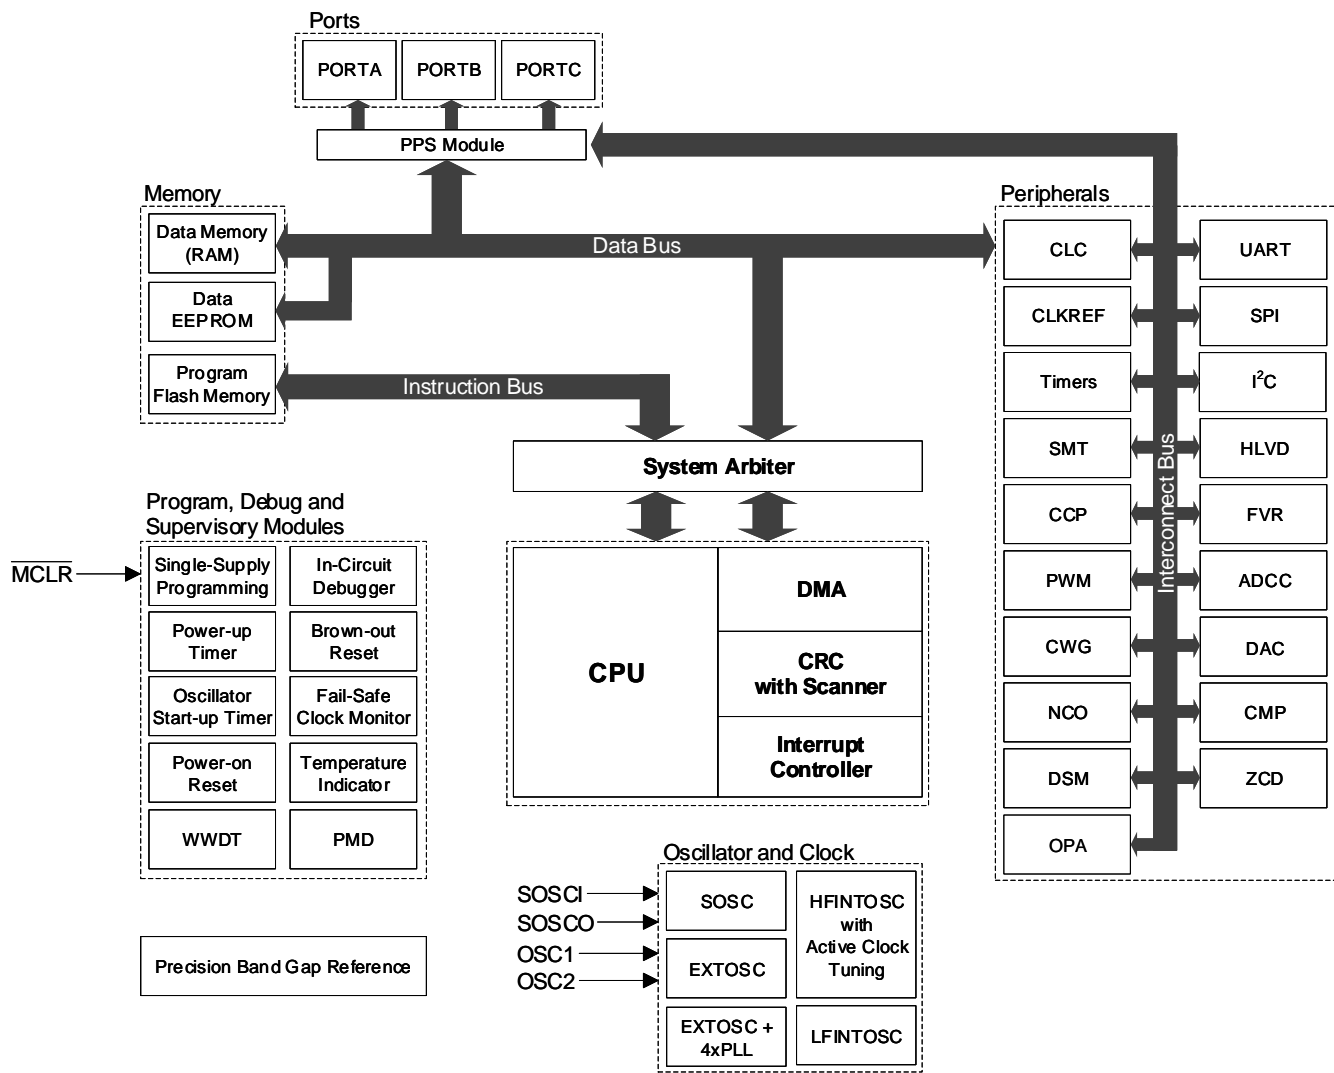 Ports
PORTA
PORTB
PORTC
PPS Module
Memory
Data Memory
(RAM)
Data
EEPROM
Program
Flash Memory
Data Bus
Instruction Bus
System Arbiter
Peripherals
CLC
UART
CLKREF
SPI
Timers
I²C
SMT
HLVD
CCP
FVR
PWM
ADCC
CWG
DAC
NCO
CMP
DSM
ZCD
OPA
Interconnect Bus
Program, Debug and
Supervisory Modules
MCLR
Single-Supply
Programming
In-Circuit
Debugger
Power-up
Timer
Brown-out
Reset
Oscillator
Start-up Timer
Fail-Safe
Clock Monitor
Power-on
Reset
Temperature
Indicator
WWDT
PMD
CPU
DMA
CRC
with Scanner
Interrupt
Controller
Precision Band Gap Reference
Oscillator and Clock
SOSCI
SOSCO
OSC1
OSC2
SOSC
EXTOSC
EXTOSC +
4xPLL
HFINTOSC
with
Active Clock
Tuning
LFINTOSC